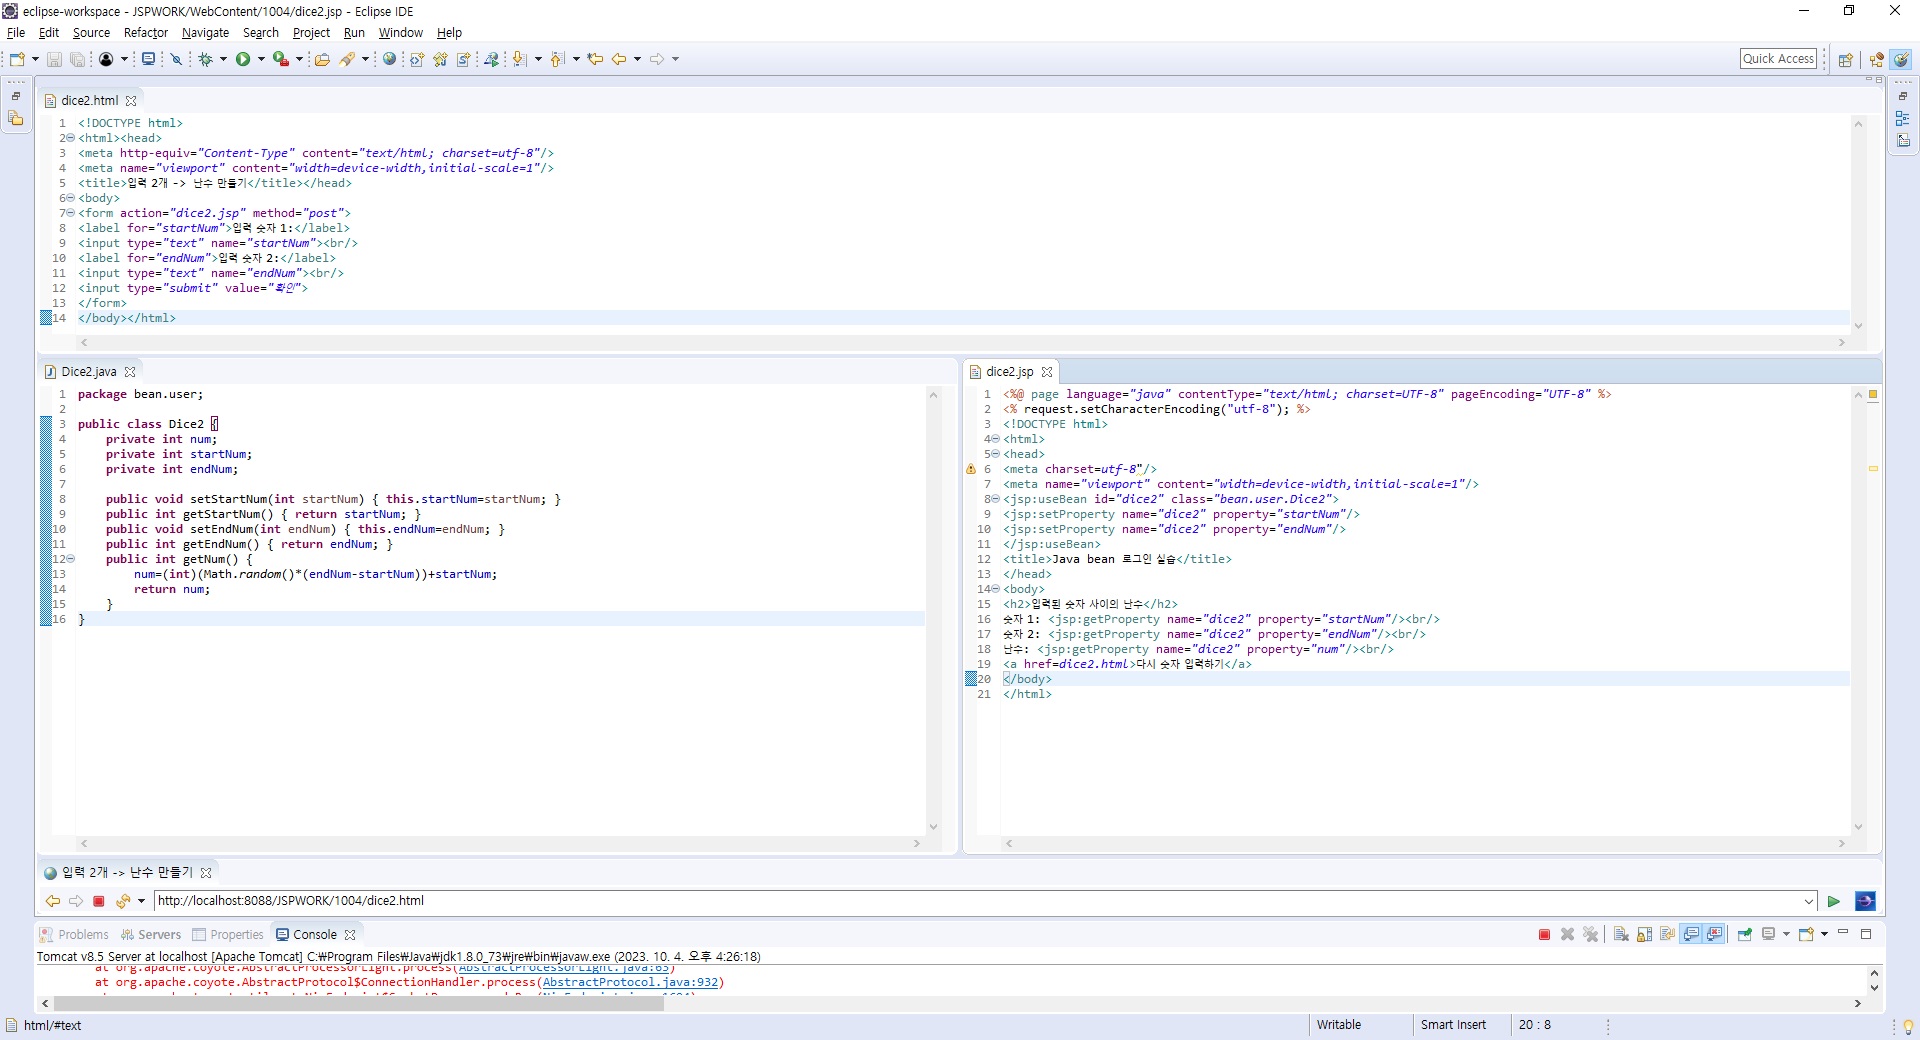 eclipse-workspace - JSPWORK/WebContent/1004/dice2.jsp - Eclipse IDE
File Edit Source Refactor Navigate Search Project Run Window Help
Quick Access
dice2.html
1 <!DOCTYPE html>
2 <html><head>
3 <meta http-equiv="Content-Type" content="text/html; charset=utf-8"/>
4 <meta name="viewport" content="width=device-width,initial-scale=1"/>
5 <title>입력 2개 -> 난수 만들기</title></head>
6 <body>
7 <form action="dice2.jsp" method="post">
8 <label for="startNum">입력 숫자 1:</label>
9 <input type="text" name="startNum"><br/>
10 <label for="endNum">입력 숫자 2:</label>
11 <input type="text" name="endNum"><br/>
12 <input type="submit" value="확인">
13 </form>
14 </body></html>
Dice2.java
1 package bean.user;
2
3 public class Dice2 {
4 private int num;
5 private int startNum;
6 private int endNum;
7
8 public void setStartNum(int startNum) { this.startNum=startNum; }
9 public int getStartNum() { return startNum; }
10 public void setEndNum(int endNum) { this.endNum=endNum; }
11 public int getEndNum() { return endNum; }
12 public int getNum() {
13 num=(int)(Math.random()*(endNum-startNum))+startNum;
14 return num;
15 }
16 }
dice2.jsp
1 <%@ page language="java" contentType="text/html; charset=UTF-8" pageEncoding="UTF-8" %>
2 <% request.setCharacterEncoding("utf-8"); %>
3 <!DOCTYPE html>
4 <html>
5 <head>
6 <meta charset=utf-8"/>
7 <meta name="viewport" content="width=device-width,initial-scale=1"/>
8 <jsp:useBean id="dice2" class="bean.user.Dice2">
9 <jsp:setProperty name="dice2" property="startNum"/>
10 <jsp:setProperty name="dice2" property="endNum"/>
11 </jsp:useBean>
12 <title>Java bean 로그인 실습</title>
13 </head>
14 <body>
15 <h2>입력된 숫자 사이의 난수</h2>
16 숫자 1: <jsp:getProperty name="dice2" property="startNum"/><br/>
17 숫자 2: <jsp:getProperty name="dice2" property="endNum"/><br/>
18 난수: <jsp:getProperty name="dice2" property="num"/><br/>
19 <a href=dice2.html>다시 숫자 입력하기</a>
20 </body>
21 </html>
입력 2개 -> 난수 만들기
http://localhost:8088/JSPWORK/1004/dice2.html
Problems Servers Properties Console
Tomcat v8.5 Server at localhost [Apache Tomcat] C:₩Program Files₩Java₩jdk1.8.0_73₩jre₩bin₩javaw.exe (2023. 10. 4. 오후 4:26:18)
at org.apache.coyote.AbstractProcessorLight.process(AbstractProcessorLight.java:65)
at org.apache.coyote.AbstractProtocol$ConnectionHandler.process(AbstractProtocol.java:932)
html/#text
Writable
Smart Insert
20 : 8